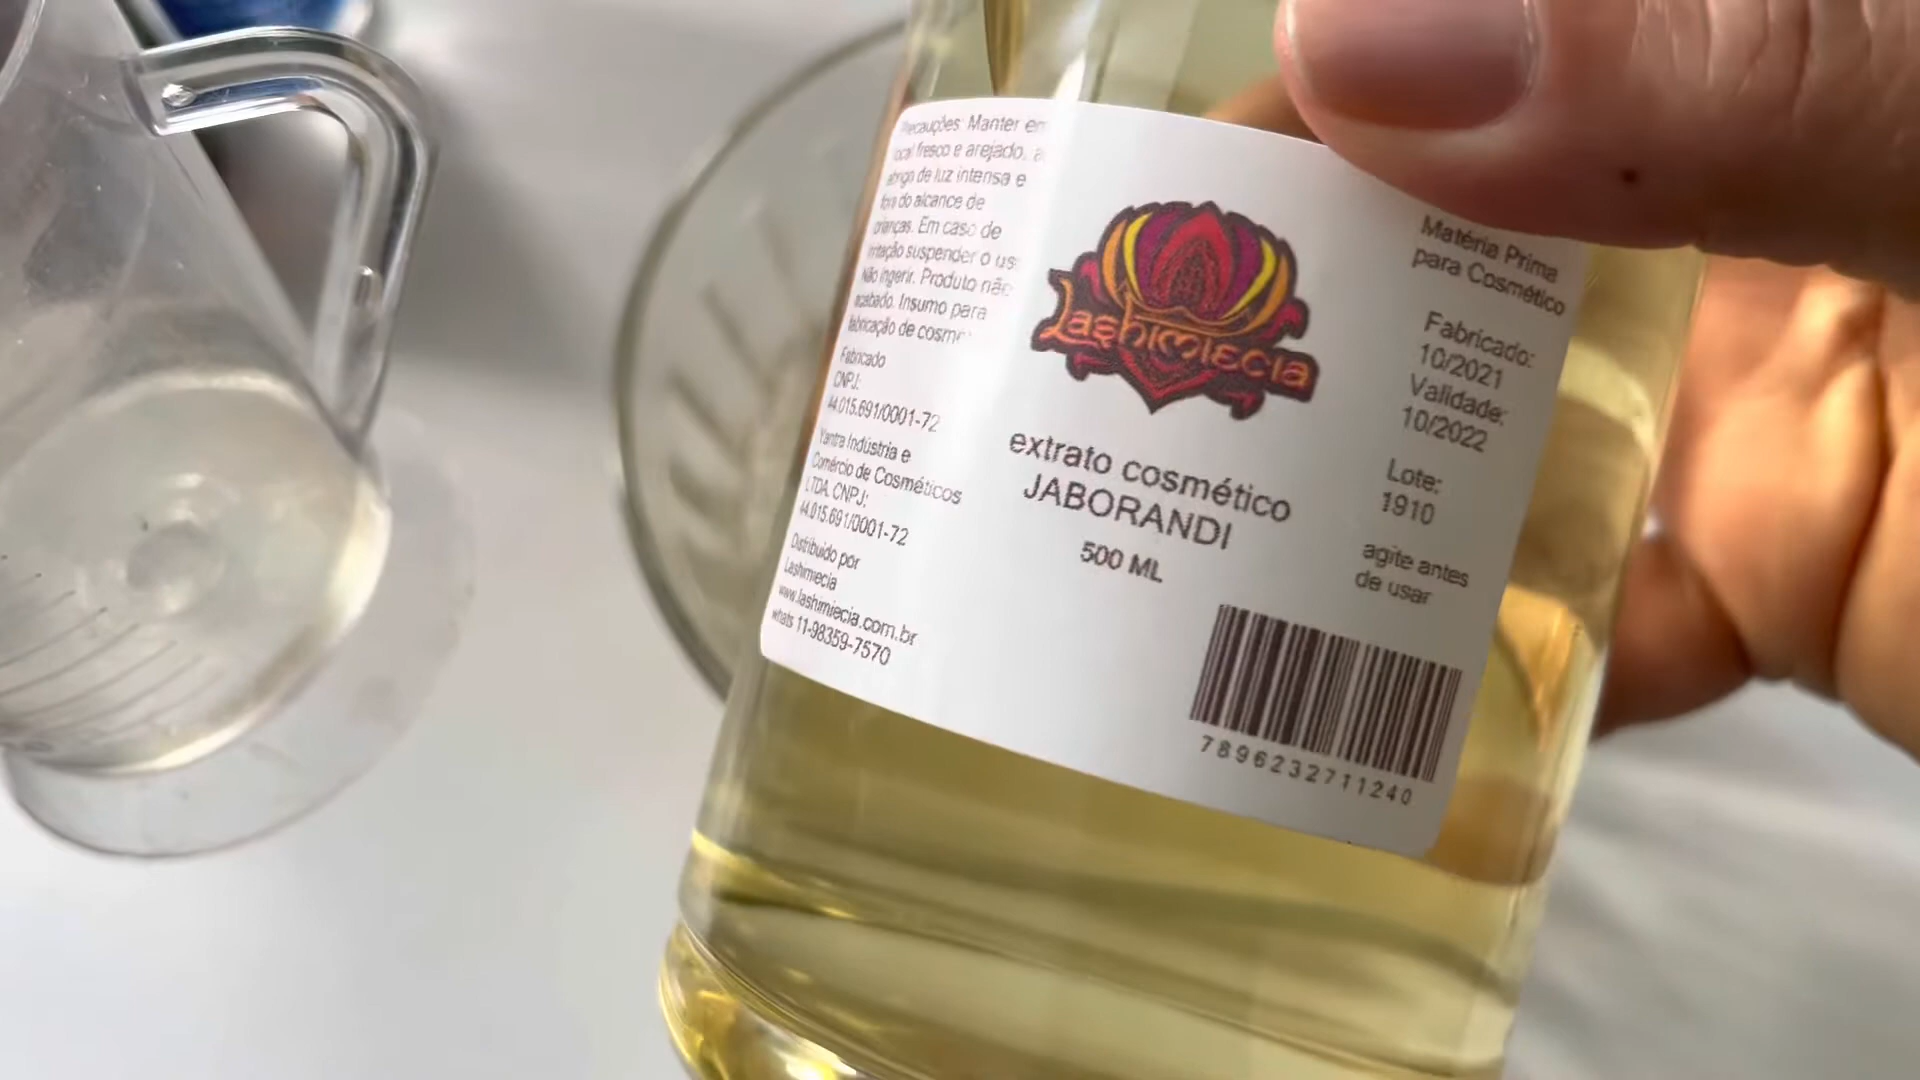 Precauções: Manter em
local fresco e arejado, a
abrigo de luz intensa e
fora do alcance de
crianças. Em caso de
irritação suspender o us
Não ingerir. Produto não
acabado. Insumo para
fabricação de
Fabricado
CNPJ:
44.015.691/0001-72
Yantra Indústria e
Comércio de Cosméticos
LTDA. CNPJ:
44.015.691/0001-72
Distribuido por
Lashimiecia
www.lashimiecia.com.br
whats 11-98359-7570
Lashimiecia
extrato cosmético
JABORANDI
500 ML
Matéria Prima
para Cosmético
Fabricado:
10/2021
Validade:
10/2022
Lote:
1910
agite antes
de usar
7896232711240